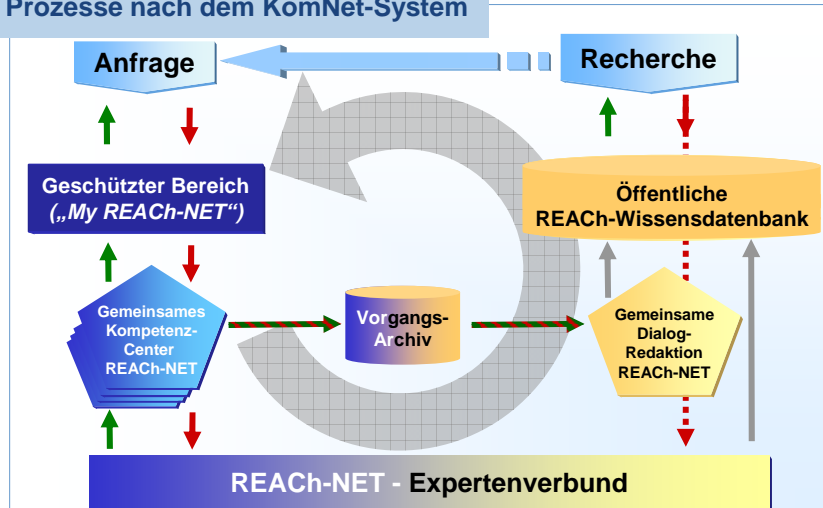 Prozesse nach dem KomNet-System
Anfrage
Recherche
Geschützter Bereich
(„My REACh-NET“)
Öffentliche
REACh-Wissensdatenbank
Gemeinsames
Kompetenz-
Center
REACh-NET
Vorgangs-
Archiv
Gemeinsame
Dialog-
Redaktion
REACh-NET
REACh-NET - Expertenverbund